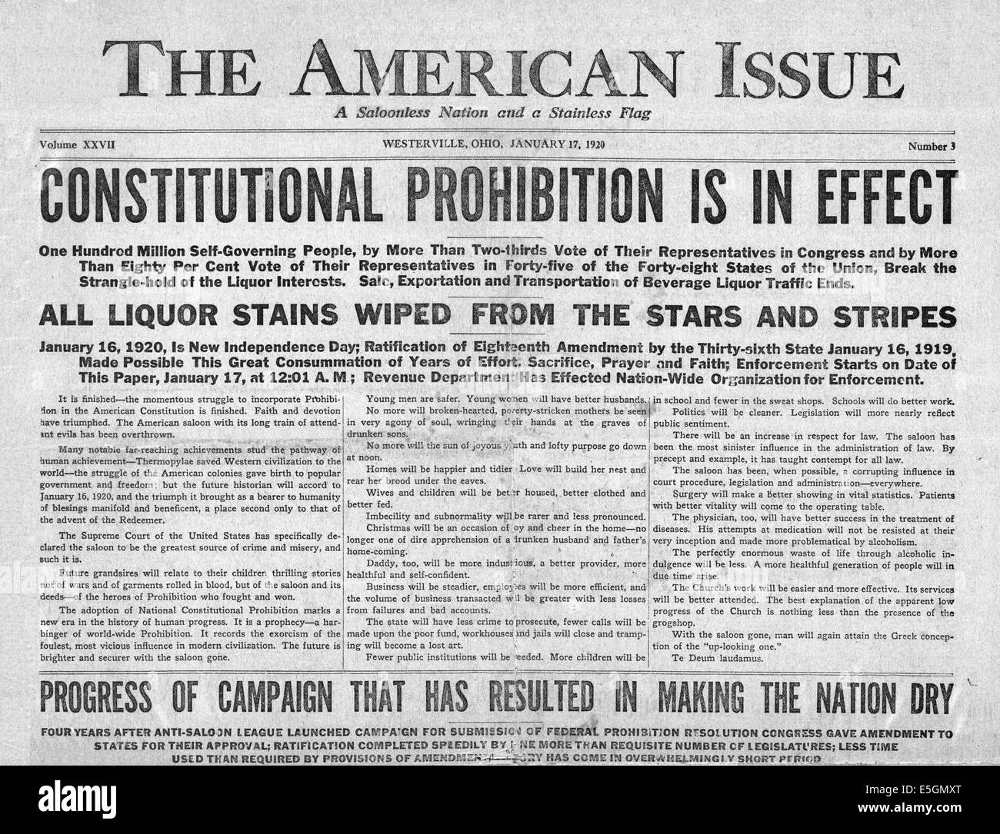 THE AMERICAN ISSUE
A Saloonless Nation and a Stainless Flag
Volume XXVII
WESTERVILLE, OHIO, JANUARY 17, 1920
Number 3
CONSTITUTIONAL PROHIBITION IS IN EFFECT
One Hundred Million Self-Governing People, by More Than Two-thirds Vote of Their Representatives in Congress and by More
Than Eighty Per Cent Vote of Their Representatives in Forty-five of the Forty-eight States of the Union, Break the
Strangle-hold of the Liquor Interests. Sale, Exportation and Transportation of Beverage Liquor Traffic Ends.
ALL LIQUOR STAINS WIPED FROM THE STARS AND STRIPES
January 16, 1920, Is New Independence Day; Ratification of Eighteenth Amendment by the Thirty-sixth State January 16, 1919,
Made Possible This Great Consummation of Years of Effort, Sacrifice, Prayer and Faith; Enforcement Starts on Date of
This Paper, January 17, at 12:01 A. M.; Revenue Department Has Effected Nation-Wide Organization for Enforcement.
It is finished—the momentous struggle to incorporate Prohibi-
tion in the American Constitution is finished. Faith and devotion
have triumphed. The American saloon with its long train of attend-
ant evils has been overthrown.
Many notable far-reaching achievements stud the pathway of
human achievement—Thermopylae saved Western civilization to the
world—the struggle of the American colonies gave birth to popular
government and freedom; but the future historian will accord to
January 16, 1920, and the triumph it brought as a bearer to humanity
of blesings manifold and beneficent, a place second only to that of
the advent of the Redeemer.
The Supreme Court of the United States has specifically de-
clared the saloon to be the greatest source of crime and misery, and
such it is.
Future grandsires will relate to their children thrilling stories
not of wars and of garments rolled in blood, but of the saloon and its
deeds—of the heroes of Prohibition who fought and won.
The adoption of National Constitutional Prohibition marks a
new era in the history of human progress. It is a prophecy—a har-
binger of world-wide Prohibition. It records the exorcism of the
foulest, most vicious influence in modern civilization. The future is
brighter and securer with the saloon gone.
Young men are safer. Young women will have better husbands.
No more will broken-hearted, poverty-stricken mothers be seen
in very agony of soul, wringing their hands at the graves of
drunken sons.
No more will the sun of joyous youth and lofty purpose go down
at noon.
Homes will be happier and tidier. Love will build her nest and
rear her brood under the eaves.
Wives and children will be better housed, better clothed and
better fed.
Imbecility and subnormality will be rarer and less pronounced.
Christmas will be an occasion of joy and cheer in the home—no
longer one of dire apprehension of a drunken husband and father's
home-coming.
Daddy, too, will be more industrious, a better provider, more
healthful and self-confident.
Business will be steadier, employes will be more efficient, and
the volume of business transacted will be greater with less losses
from failures and bad accounts.
The state will have less crime to prosecute, fewer calls will be
made upon the poor fund, workhouses and jails will close and tramp-
ing will become a lost art.
Fewer public institutions will be needed. More children will be
in school and fewer in the sweat shops. Schools will do better work.
Politics will be cleaner. Legislation will more nearly reflect
public sentiment.
There will be an increase in respect for law. The saloon has
been the most sinister influence in the administration of law. By
precept and example, it has taught contempt for all law.
The saloon has been, when possible, a corrupting influence in
court procedure, legislation and administration—everywhere.
Surgery will make a better showing in vital statistics. Patients
with better vitality will come to the operating table.
The physician, too, will have better success in the treatment of
diseases. His attempts at medication will not be resisted at their
very inception and made more problematical by alcoholism.
The perfectly enormous waste of life through alcoholic in-
dulgence will be less. A more healthful generation of people will in
due time arise.
The Church's work will be easier and more effective. Its services
will be better attended. The best explanation of the apparent low
progress of the Church is nothing less than the presence of the
grogshop.
With the saloon gone, man will again attain the Greek concep-
tion of the "up-looking one."
Te Deum laudamus.
PROGRESS OF CAMPAIGN THAT HAS RESULTED IN MAKING THE NATION DRY
FOUR YEARS AFTER ANTI-SALOON LEAGUE LAUNCHED CAMPAIGN FOR SUBMISSION OF FEDERAL PROHIBITION RESOLUTION CONGRESS GAVE AMENDMENT TO
STATES FOR THEIR APPROVAL; RATIFICATION COMPLETED SPEEDILY BY NINE MORE THAN REQUISITE NUMBER OF LEGISLATURES; LESS TIME
USED THAN REQUIRED BY PROVISIONS OF AMENDMENT HAS COME IN OVERWHELMINGLY SHORT PERIOD
alamy stock photo
E5GMXT
www.alamy.com